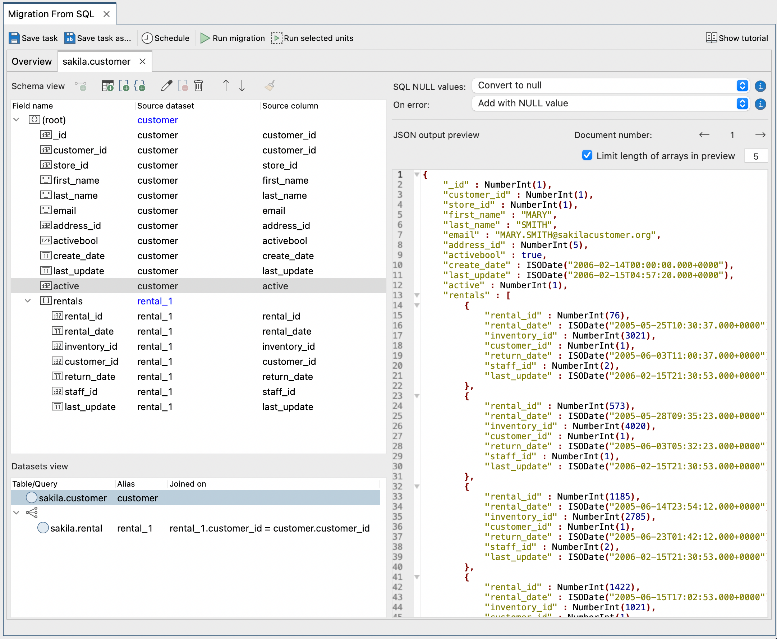 Migration From SQL
Save task Save task as... Schedule Run migration Run selected units Show tutorial
Overview sakila.customer
Schema view
Field name Source dataset Source column
(root) customer
_id customer customer_id
customer_id customer customer_id
store_id customer store_id
first_name customer first_name
last_name customer last_name
email customer email
address_id customer address_id
activebool customer activebool
create_date customer create_date
last_update customer last_update
active customer active
rentals rental_1
rental_id rental_1 rental_id
rental_date rental_1 rental_date
inventory_id rental_1 inventory_id
customer_id rental_1 customer_id
return_date rental_1 return_date
staff_id rental_1 staff_id
last_update rental_1 last_update
Datasets view
Table/Query Alias Joined on
sakila.customer customer
sakila.rental rental_1 rental_1.customer_id = customer.customer_id
SQL NULL values: Convert to null
On error: Add with NULL value
JSON output preview Document number: 1
Limit length of arrays in preview 5
1 {
2 "_id" : NumberInt(1),
3 "customer_id" : NumberInt(1),
4 "store_id" : NumberInt(1),
5 "first_name" : "MARY",
6 "last_name" : "SMITH",
7 "email" : "MARY.SMITH@sakilacustomer.org",
8 "address_id" : NumberInt(5),
9 "activebool" : true,
10 "create_date" : ISODate("2006-02-14T00:00:00.000+0000"),
11 "last_update" : ISODate("2006-02-15T04:57:20.000+0000"),
12 "active" : NumberInt(1),
13 "rentals" : [
14 {
15 "rental_id" : NumberInt(76),
16 "rental_date" : ISODate("2005-05-25T10:30:37.000+0000"
17 "inventory_id" : NumberInt(3021),
18 "customer_id" : NumberInt(1),
19 "return_date" : ISODate("2005-06-03T11:00:37.000+0000"
20 "staff_id" : NumberInt(2),
21 "last_update" : ISODate("2006-02-15T21:30:53.000+0000"
22 },
23 {
24 "rental_id" : NumberInt(573),
25 "rental_date" : ISODate("2005-05-28T09:35:23.000+0000"
26 "inventory_id" : NumberInt(4020),
27 "customer_id" : NumberInt(1),
28 "return_date" : ISODate("2005-06-03T05:32:23.000+0000"
29 "staff_id" : NumberInt(1),
30 "last_update" : ISODate("2006-02-15T21:30:53.000+0000"
31 },
32 {
33 "rental_id" : NumberInt(1185),
34 "rental_date" : ISODate("2005-06-14T23:54:12.000+0000"
35 "inventory_id" : NumberInt(2785),
36 "customer_id" : NumberInt(1),
37 "return_date" : ISODate("2005-06-23T01:42:12.000+0000"
38 "staff_id" : NumberInt(2),
39 "last_update" : ISODate("2006-02-15T21:30:53.000+0000"
40 },
41 {
42 "rental_id" : NumberInt(1422),
43 "rental_date" : ISODate("2005-06-15T17:02:53.000+0000"
44 "inventory_id" : NumberInt(1021),
45 "customer_id" : NumberInt(1),